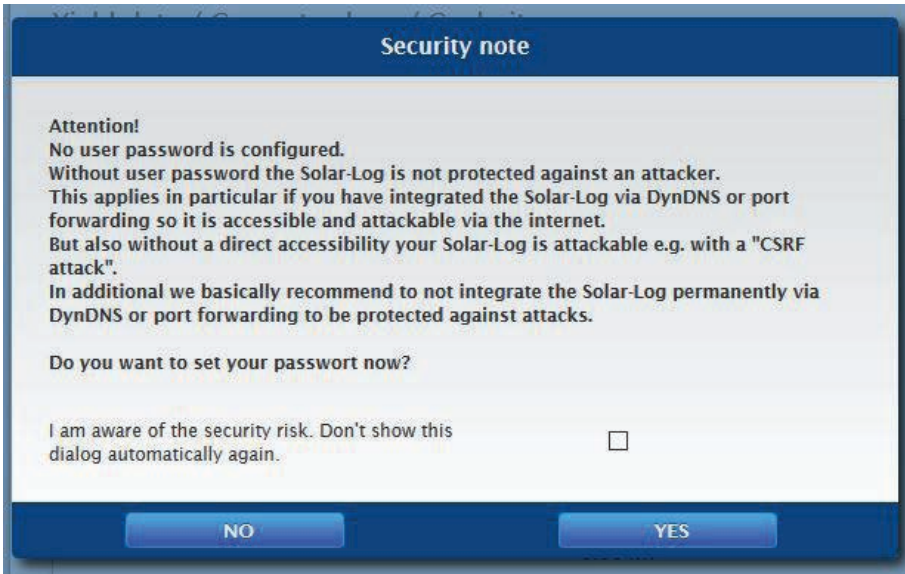 Security note
Attention!
No user password is configured.
Without user password the Solar-Log is not protected against an attacker.
This applies in particular if you have integrated the Solar-Log via DynDNS or port
forwarding so it is accessible and attackable via the internet.
But also without a direct accessibility your Solar-Log is attackable e.g. with a "CSRF
attack".
In additional we basically recommend to not integrate the Solar-Log permanently via
DynDNS or port forwarding to be protected against attacks.
Do you want to set your passwort now?
I am aware of the security risk. Don't show this
dialog automatically again.
NO YES